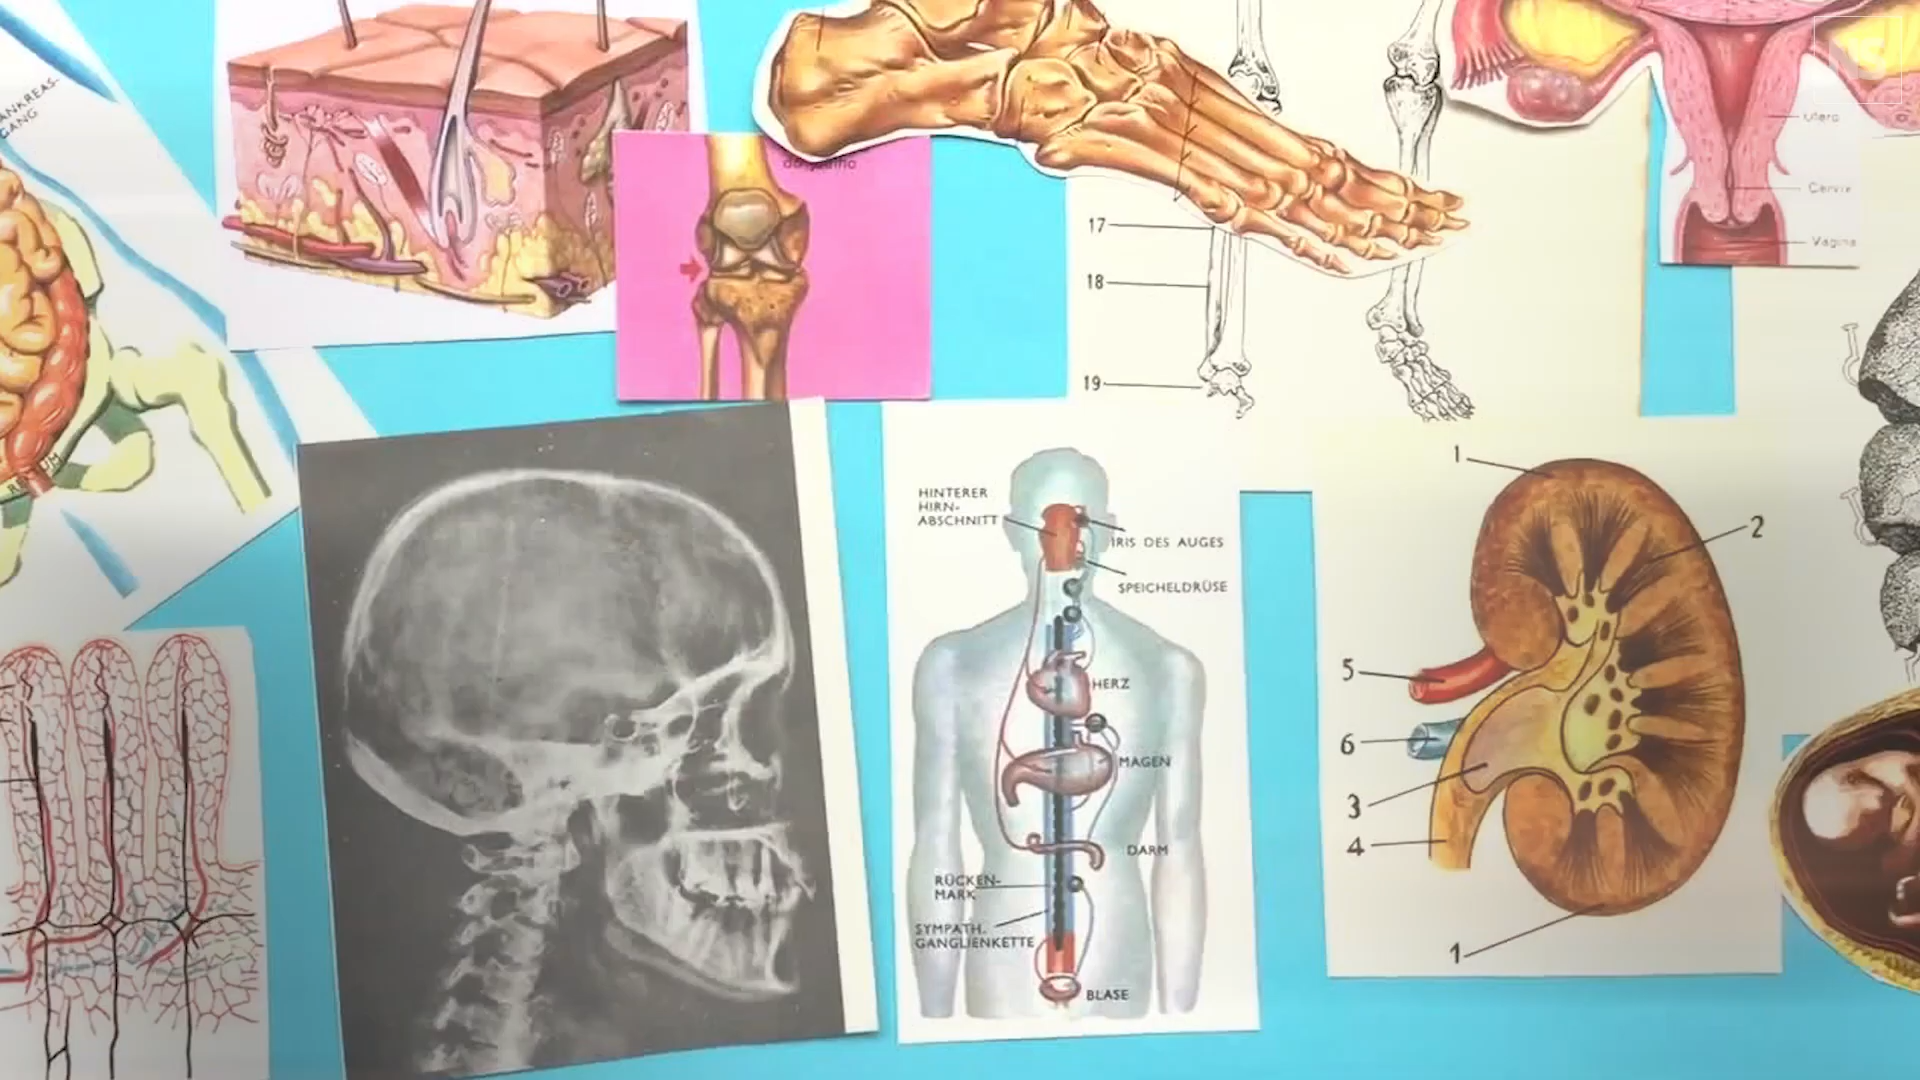 ANKREAS-
GANG
NS
Utero
Cervix
Vagina
17
18
19
HINTERER
HIRN-
ABSCHNITT
IRIS DES AUGES
SPEICHELDRÜSE
HERZ
MAGEN
DARM
RÜCKEN-
MARK
SYMPATH.
GANGLIENKETTE
BLASE
1
2
5
6
3
4
1